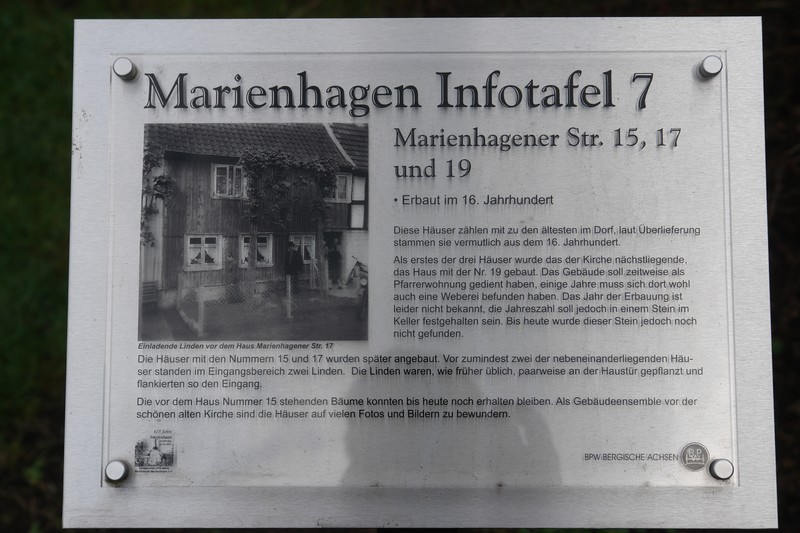 Marienhagen Infotafel 7
Marienhagener Str. 15, 17
und 19
• Erbaut im 16. Jahrhundert
Diese Häuser zählen mit zu den ältesten im Dorf, laut Überlieferung
stammen sie vermutlich aus dem 16. Jahrhundert.
Als erstes der drei Häuser wurde das der Kirche nächstliegende,
das Haus mit der Nr. 19 gebaut. Das Gebäude soll zeitweise als
Pfarrerwohnung gedient haben, einige Jahre muss sich dort wohl
auch eine Weberei befunden haben. Das Jahr der Erbauung ist
leider nicht bekannt, die Jahreszahl soll jedoch in einem Stein im
Keller festgehalten sein. Bis heute wurde dieser Stein jedoch noch
nicht gefunden.
Einladende Linden vor dem Haus Marienhagener Str. 17
Die Häuser mit den Nummern 15 und 17 wurden später angebaut. Vor zumindest zwei der nebeneinanderliegenden Häu-
ser standen im Eingangsbereich zwei Linden. Die Linden waren, wie früher üblich, paarweise an der Haustür gepflanzt und
flankierten so den Eingang.
Die vor dem Haus Nummer 15 stehenden Bäume konnten bis heute noch erhalten bleiben. Als Gebäudeensemble vor der
schönen alten Kirche sind die Häuser auf vielen Fotos und Bildern zu bewundern.
BPW BERGISCHE ACHSEN